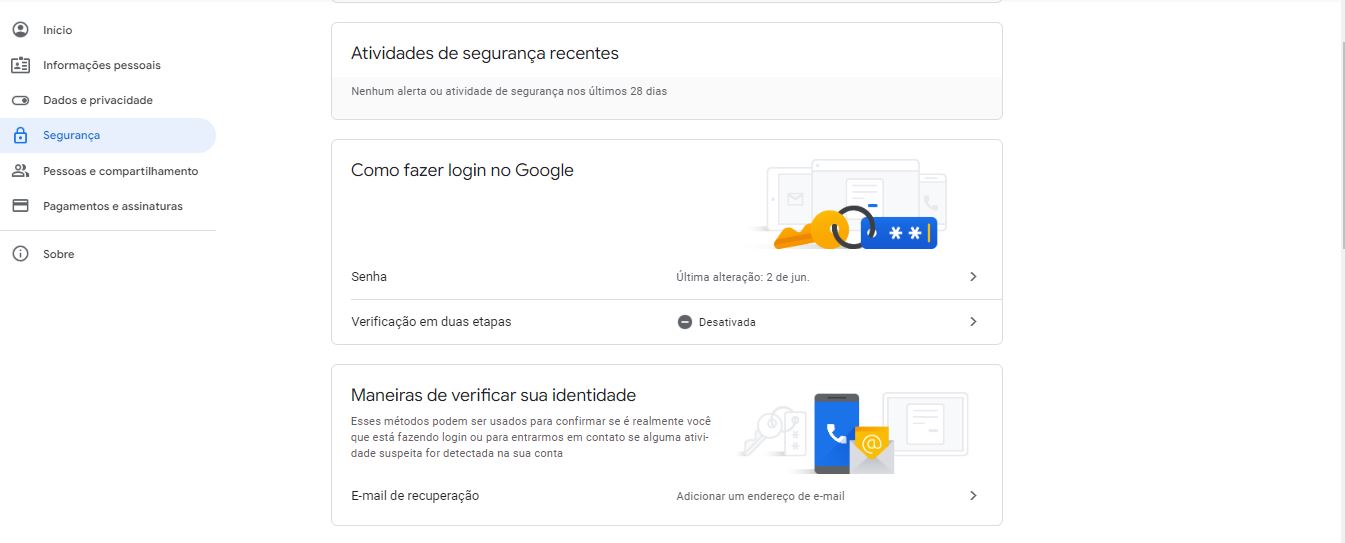 Início
Informações pessoais
Dados e privacidade
Segurança
Pessoas e compartilhamento
Pagamentos e assinaturas
Sobre
Atividades de segurança recentes
Nenhum alerta ou atividade de segurança nos últimos 28 dias
Como fazer login no Google
Senha
Última alteração: 2 de jun.
Verificação em duas etapas
Desativada
Maneiras de verificar sua identidade
Esses métodos podem ser usados para confirmar se é realmente você
que está fazendo login ou para entrarmos em contato se alguma ativi-
dade suspeita for detectada na sua conta
E-mail de recuperação
Adicionar um endereço de e-mail